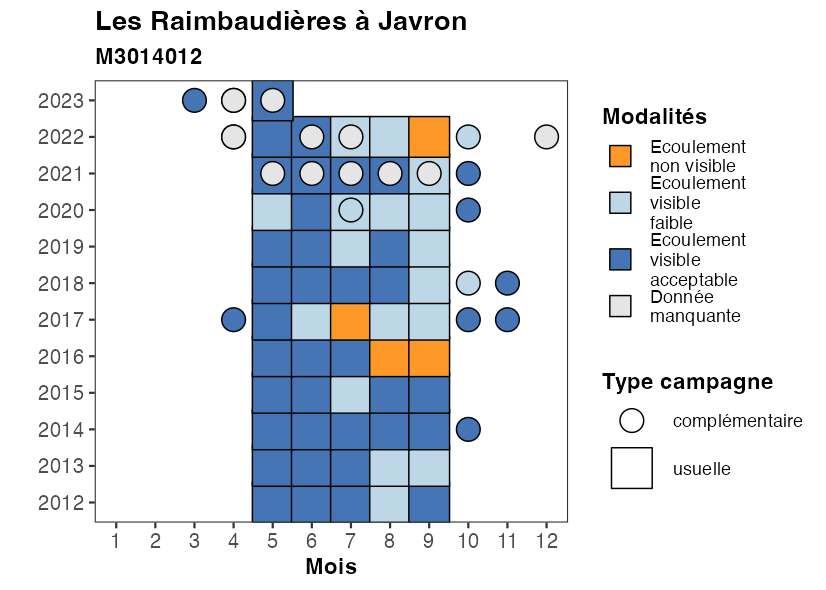 Les Raimbaudières à Javron
M3014012
2023
2022
2021
2020
2019
2018
2017
2016
2015
2014
2013
2012
1 2 3 4 5 6 7 8 9 10 11 12
Mois
Modalités
Ecoulement
non visible
Ecoulement
visible
faible
Ecoulement
visible
acceptable
Donnée
manquante
Type campagne
complémentaire
usuelle